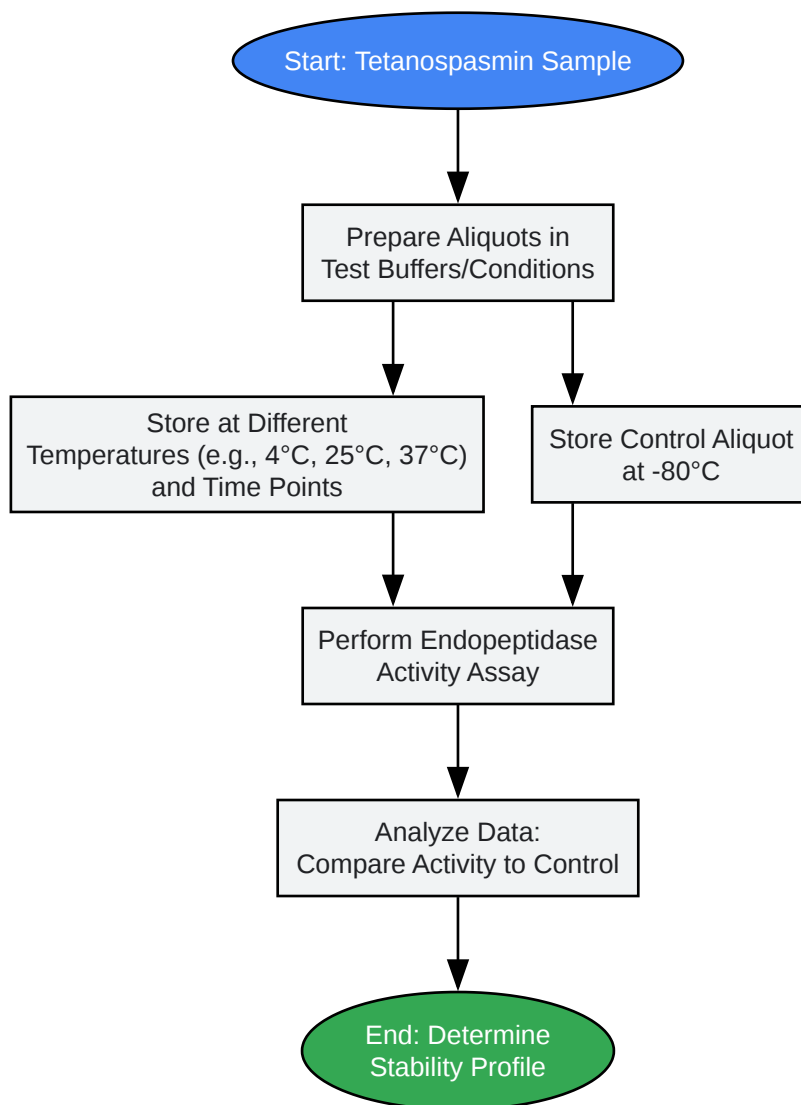 Start: Tetanospasmin Sample
Prepare Aliquots in
Test Buffers/Conditions
Store at Different
Temperatures (e.g., 4°C, 25°C, 37°C)
and Time Points
Store Control Aliquot
at -80°C
Perform Endopeptidase
Activity Assay
Analyze Data:
Compare Activity to Control
End: Determine
Stability Profile